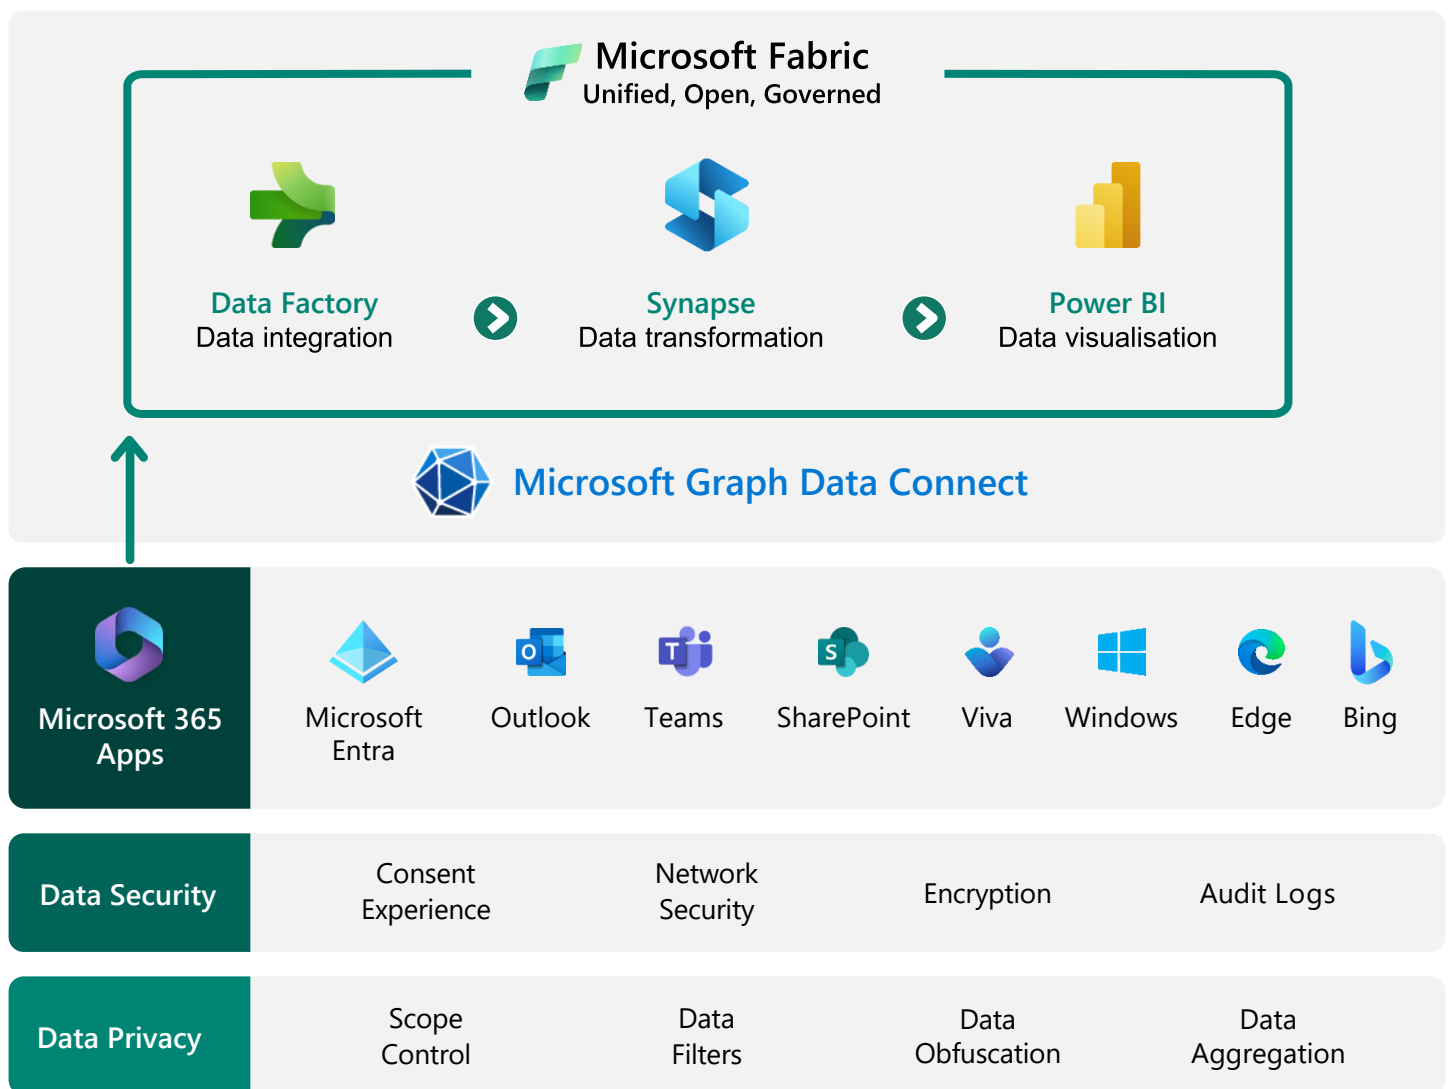 Microsoft Fabric
Unified, Open, Governed
Data Factory
Data integration
Synapse
Data transformation
Power BI
Data visualisation
Microsoft Graph Data Connect
Microsoft 365
Apps
Microsoft
Entra
Outlook
Teams
SharePoint
Viva
Windows
Edge
Bing
Data Security
Consent
Experience
Network
Security
Encryption
Audit Logs
Data Privacy
Scope
Control
Data
Filters
Data
Obfuscation
Data
Aggregation